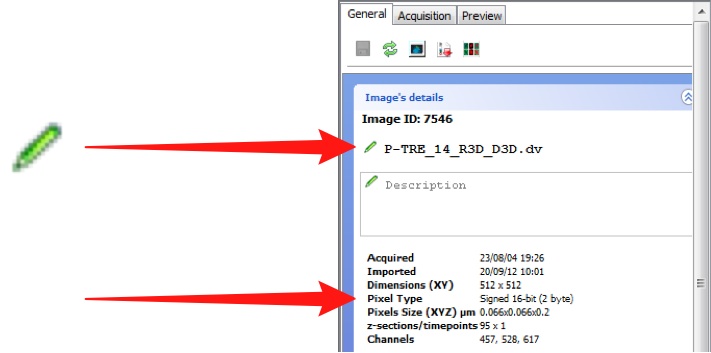 General Acquisition Preview
Image's details
Image ID: 7546
P-TRE_14_R3D_D3D.dv
Description
Acquired 23/08/04 19:26
Imported 20/09/12 10:01
Dimensions (XY) 512 x 512
Pixel Type Signed 16-bit (2 byte)
Pixels Size (XYZ) µm 0.066x0.066x0.2
z-sections/timepoints 95 x 1
Channels 457, 528, 617